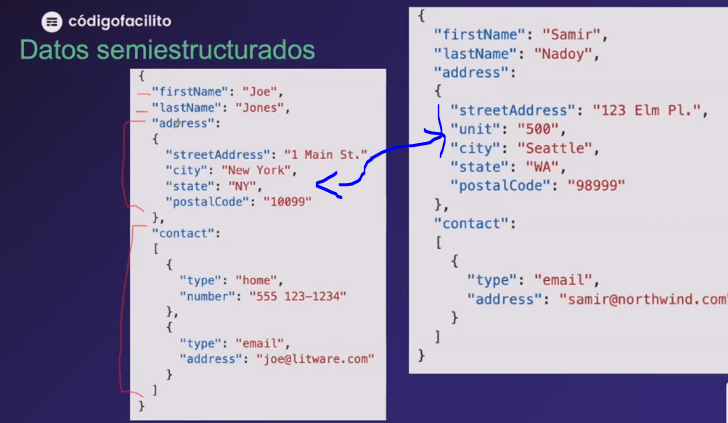 códigofacilito
Datos semiestructurados
{
"firstName": "Joe",
"lastName": "Jones",
"address":
{
"streetAddress": "1 Main St."
"city": "New York",
"state": "NY",
"postalCode": "10099"
},
"contact":
[
{
"type": "home",
"number": "555 123-1234"
},
{
"type": "email",
"address": "joe@litware.com"
}
]
}
{
"firstName": "Samir",
"lastName": "Nadoy",
"address":
{
"streetAddress": "123 Elm Pl.",
"unit": "500",
"city": "Seattle",
"state": "WA",
"postalCode": "98999"
},
"contact":
[
{
"type": "email",
"address": "samir@northwind.com"
}
]
}